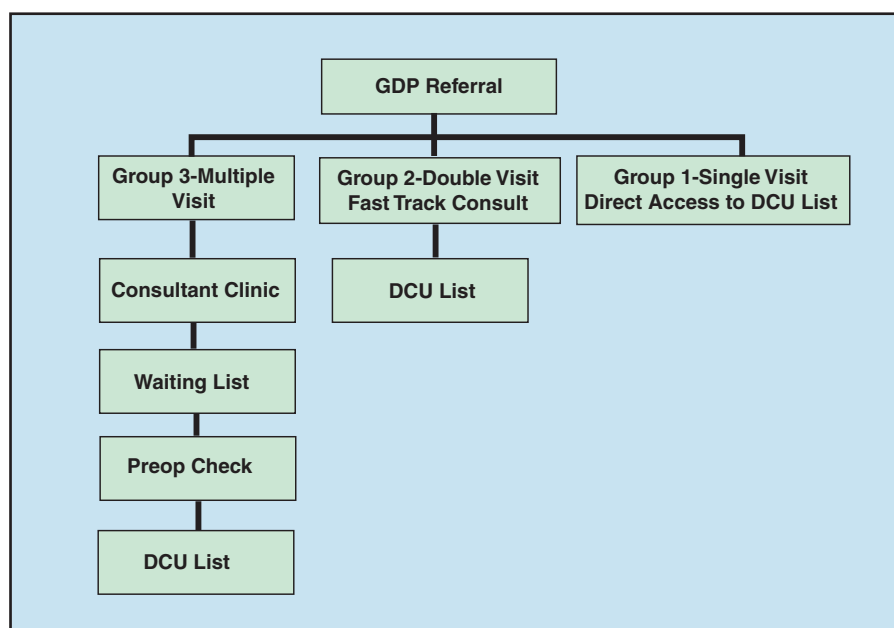 GDP Referral
Group 3-Multiple
Visit
Group 2-Double Visit
Fast Track Consult
Group 1-Single Visit
Direct Access to DCU List
Consultant Clinic
DCU List
Waiting List
Preop Check
DCU List